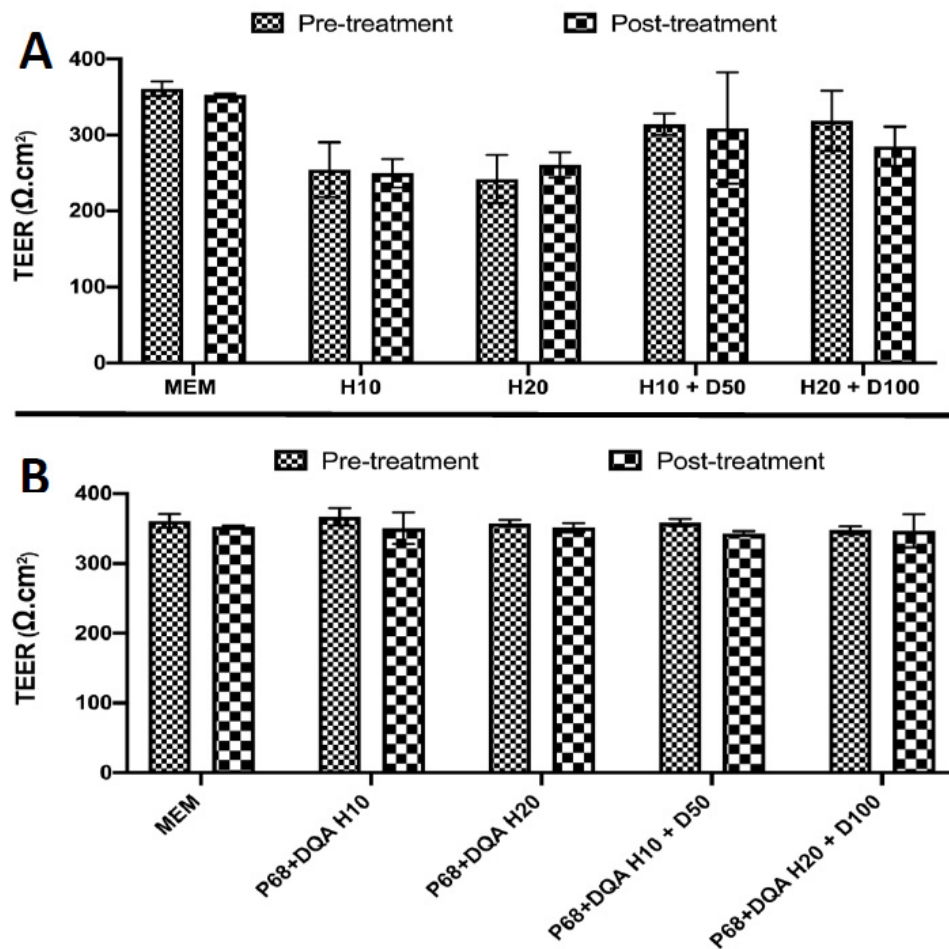 A
Pre-treatment Post-treatment
TEER (Ω.cm²)
400
300
200
100
0
MEM H10 H20 H10 + D50 H20 + D100
B
Pre-treatment Post-treatment
TEER (Ω.cm²)
400
300
200
100
0
MEM
P68+DQA H10
P68+DQA H20
P68+DQA H10 + D50
P68+DQA H20 + D100